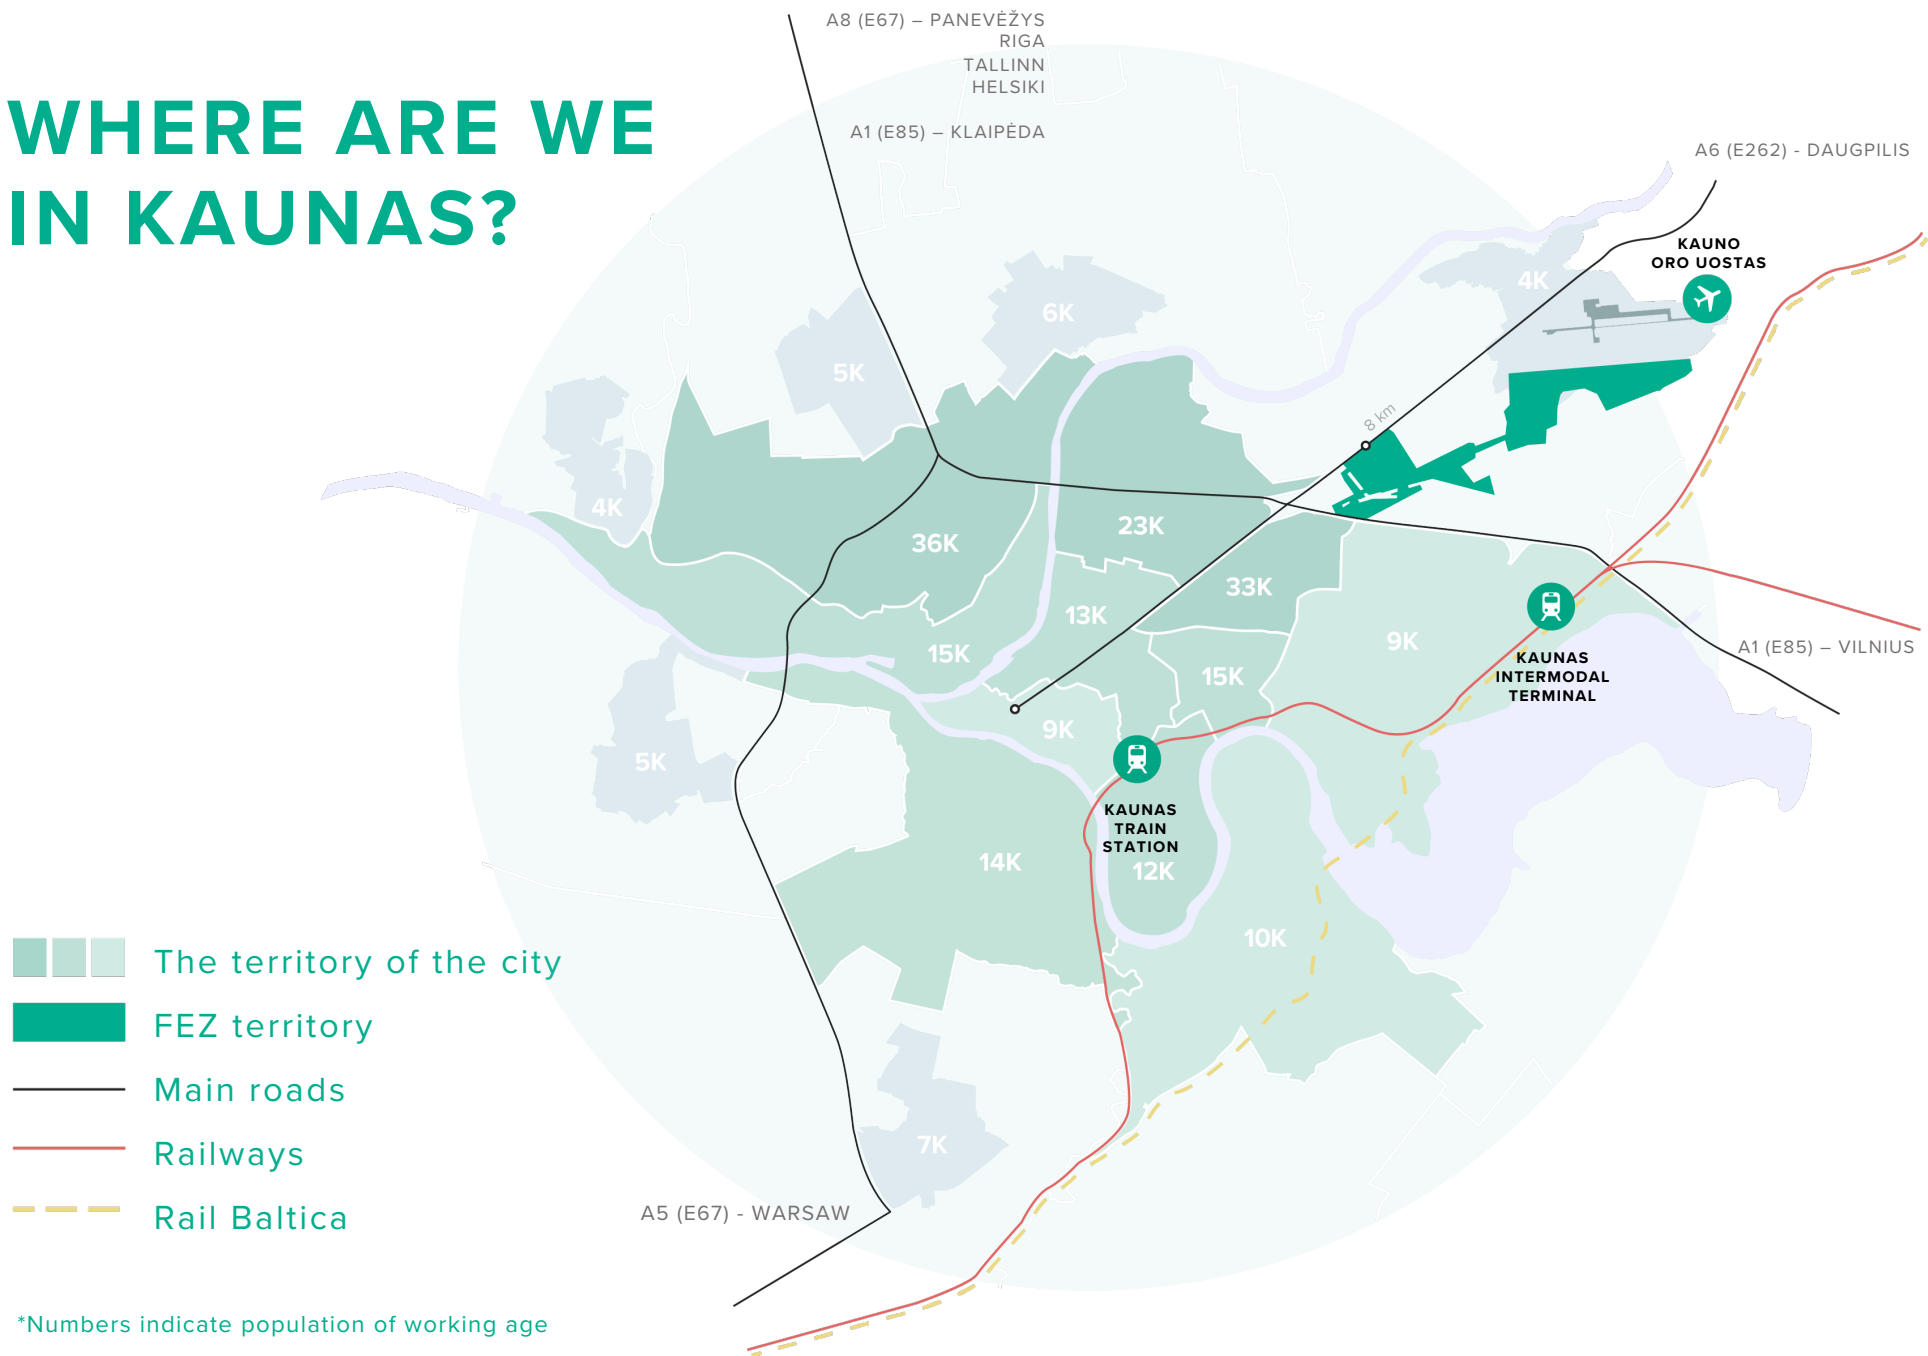 WHERE ARE WE
IN KAUNAS?
A8 (E67) – PANEVĖŽYS
RIGA
TALLINN
HELSIKI
A1 (E85) – KLAIPĖDA
A6 (E262) - DAUGPILIS
KAUNO
ORO UOSTAS
4K
6K
5K
8 km
4K
36K
23K
33K
13K
15K
9K
15K
KAUNAS
INTERMODAL
TERMINAL
A1 (E85) – VILNIUS
9K
5K
KAUNAS
TRAIN
STATION
14K
12K
10K
7K
A5 (E67) - WARSAW
The territory of the city
FEZ territory
Main roads
Railways
Rail Baltica
*Numbers indicate population of working age